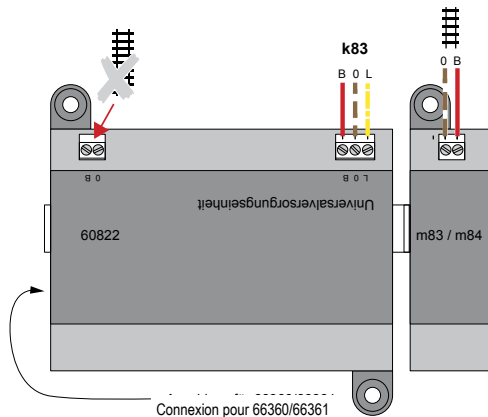 k83
B 0 L
0 B
B 0
B 0 L
Universalversorgungseinheit
60822
m83 / m84
Connexion pour 66360/66361